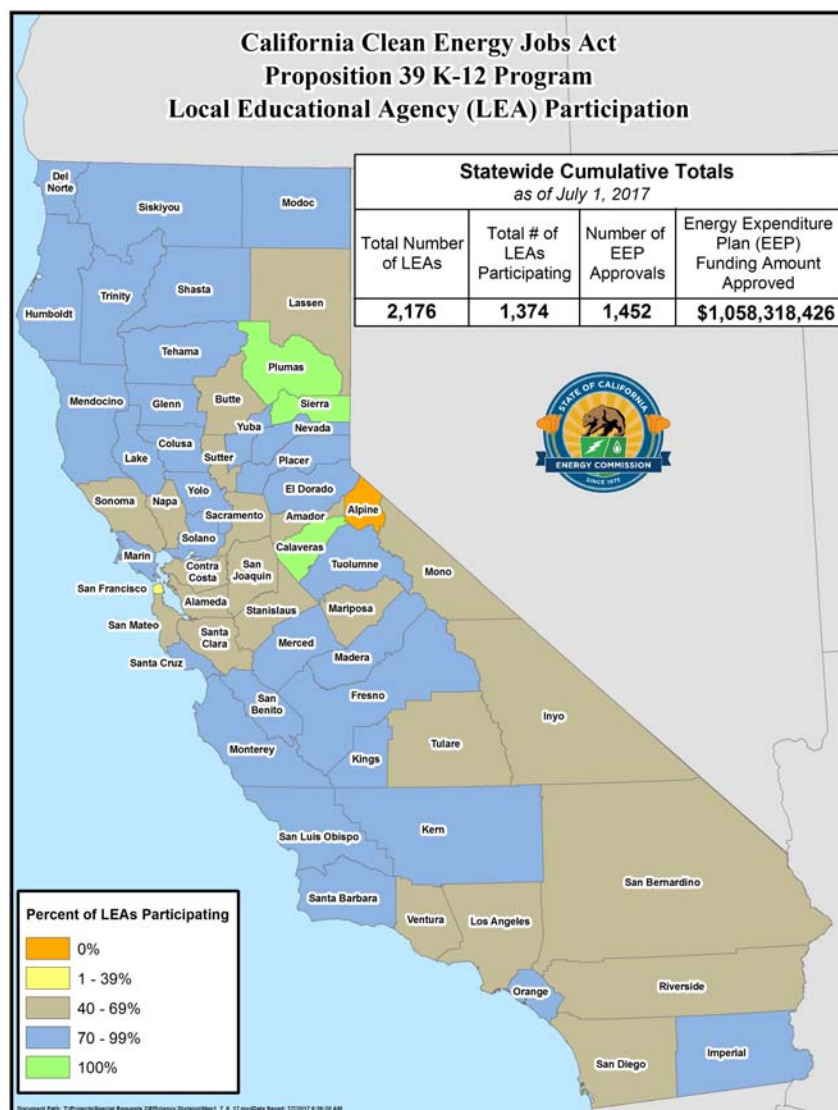 California Clean Energy Jobs Act
Proposition 39 K-12 Program
Local Educational Agency (LEA) Participation
Statewide Cumulative Totals
as of July 1, 2017
Total Number
of LEAs
Total # of
LEAs
Participating
Number of
EEP
Approvals
Energy Expenditure
Plan (EEP)
Funding Amount
Approved
2,176
1,374
1,452
$1,058,318,426
Del
Norte
Siskiyou
Modoc
Humboldt
Trinity
Shasta
Lassen
Tehama
Plumas
Mendocino
Glenn
Butte
Sierra
Lake
Colusa
Sutter
Yuba
Nevada
Placer
Sonoma
Napa
Yolo
Sacramento
El Dorado
Amador
Alpine
Solano
Marin
Contra
Costa
San
Joaquin
Calaveras
Tuolumne
Mono
San Francisco
Alameda
Stanislaus
Mariposa
San Mateo
Santa
Clara
Merced
Madera
Santa Cruz
San
Benito
Fresno
Monterey
Kings
Tulare
Inyo
San Luis Obispo
Kern
Santa Barbara
Ventura
Los Angeles
San Bernardino
Orange
Riverside
San Diego
Imperial
STATE OF CALIFORNIA
ENERGY COMMISSION
SINCE 1975
Percent of LEAs Participating
0%
1 - 39%
40 - 69%
70 - 99%
100%